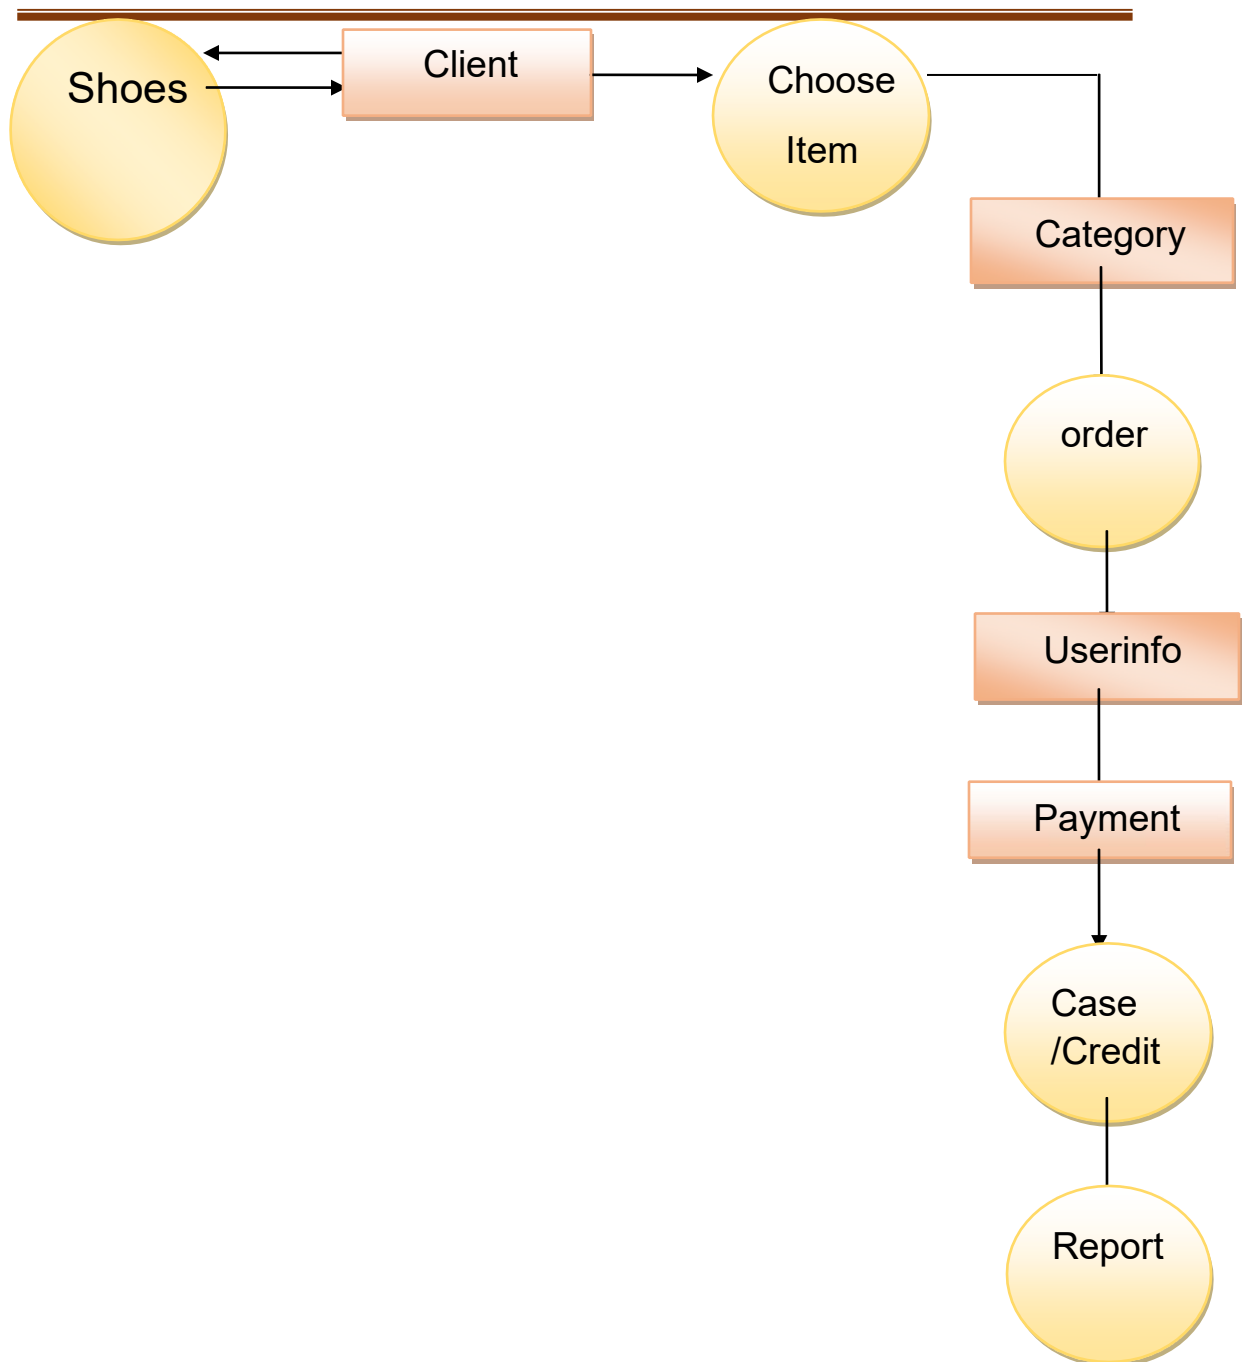 Shoes
Client
Choose
Item
Category
order
Userinfo
Payment
Case
/Credit
Report